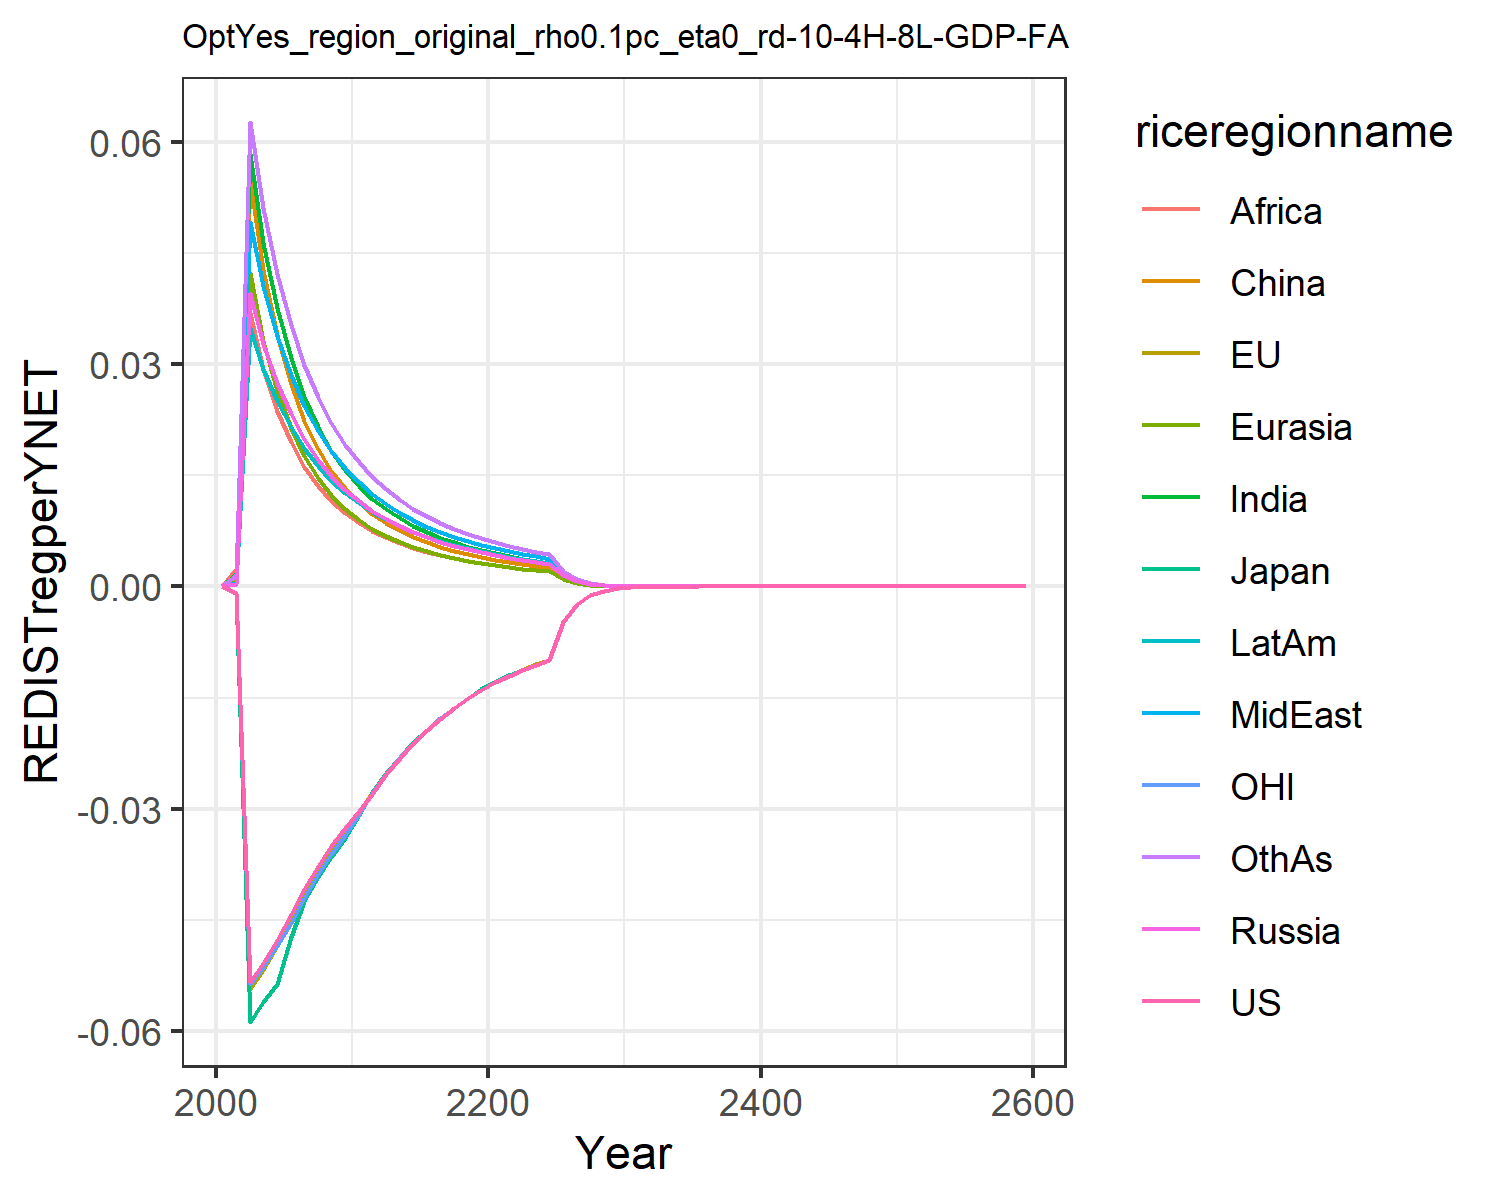 OptYes_region_original_rho0.1pc_eta0_rd-10-4H-8L-GDP-FA
0.06
0.03
0.00
-0.03
-0.06
REDISTregperYNET
2000
2200
2400
2600
Year
riceregionname
Africa
China
EU
Eurasia
India
Japan
LatAm
MidEast
OHI
OthAs
Russia
US